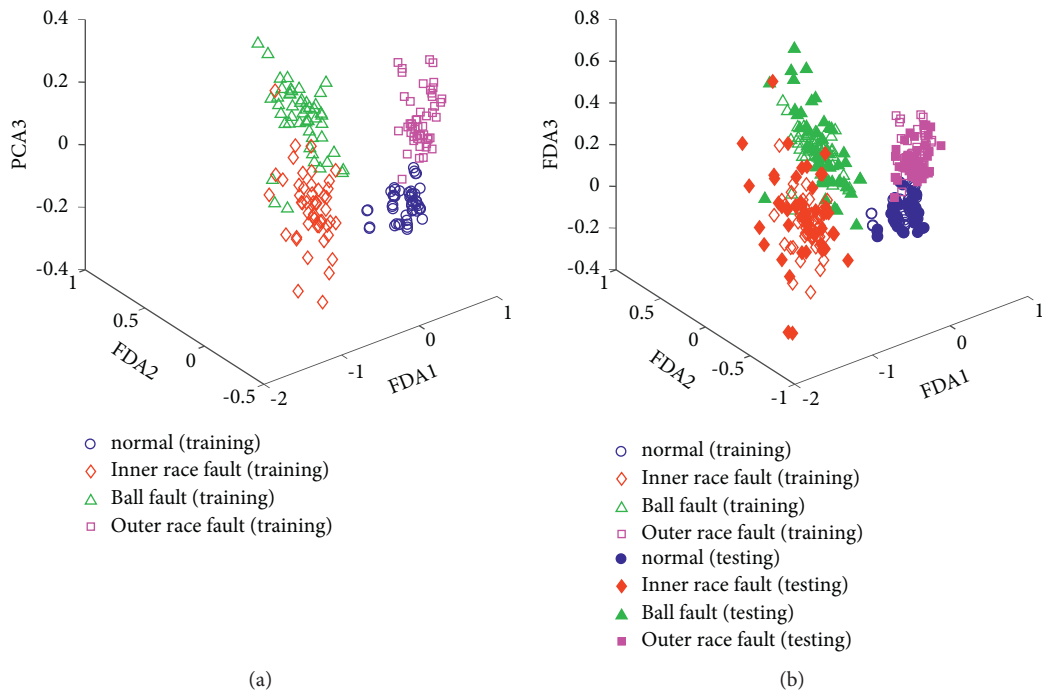 0.4
0.2
0
-0.2
-0.4
PCA3
1
0.5
0
-0.5
FDA2
-2
-1
0
1
FDA1
normal (training)
Inner race fault (training)
Ball fault (training)
Outer race fault (training)
(a)
0.8
0.6
0.4
0.2
0
-0.2
-0.4
FDA3
1
0.5
0
-0.5
-1
FDA2
-2
-1
0
1
FDA1
normal (training)
Inner race fault (training)
Ball fault (training)
Outer race fault (training)
normal (testing)
Inner race fault (testing)
Ball fault (testing)
Outer race fault (testing)
(b)